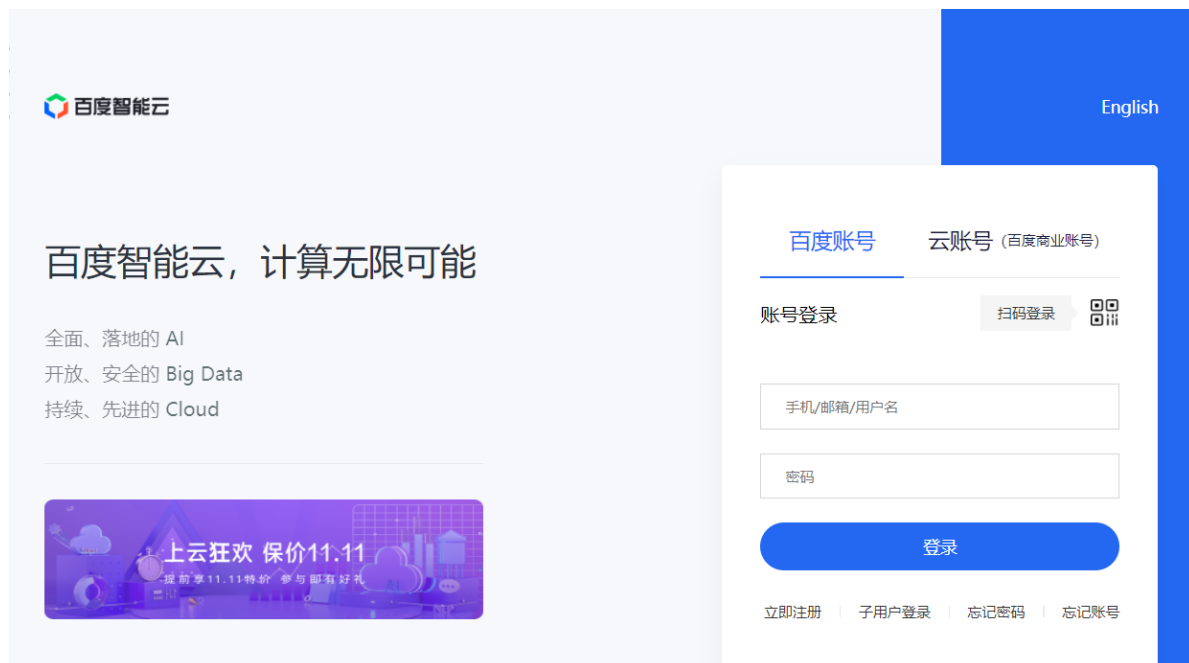 百度智能云
English
百度智能云，计算无限可能
全面、落地的 AI
开放、安全的 Big Data
持续、先进的 Cloud
上云狂欢 保价11.11
提前享11.11特价 参与即有好礼
AI
百度账号
云账号 (百度商业账号)
账号登录
扫码登录
手机/邮箱/用户名
密码
登录
立即注册
子用户登录
忘记密码
忘记账号